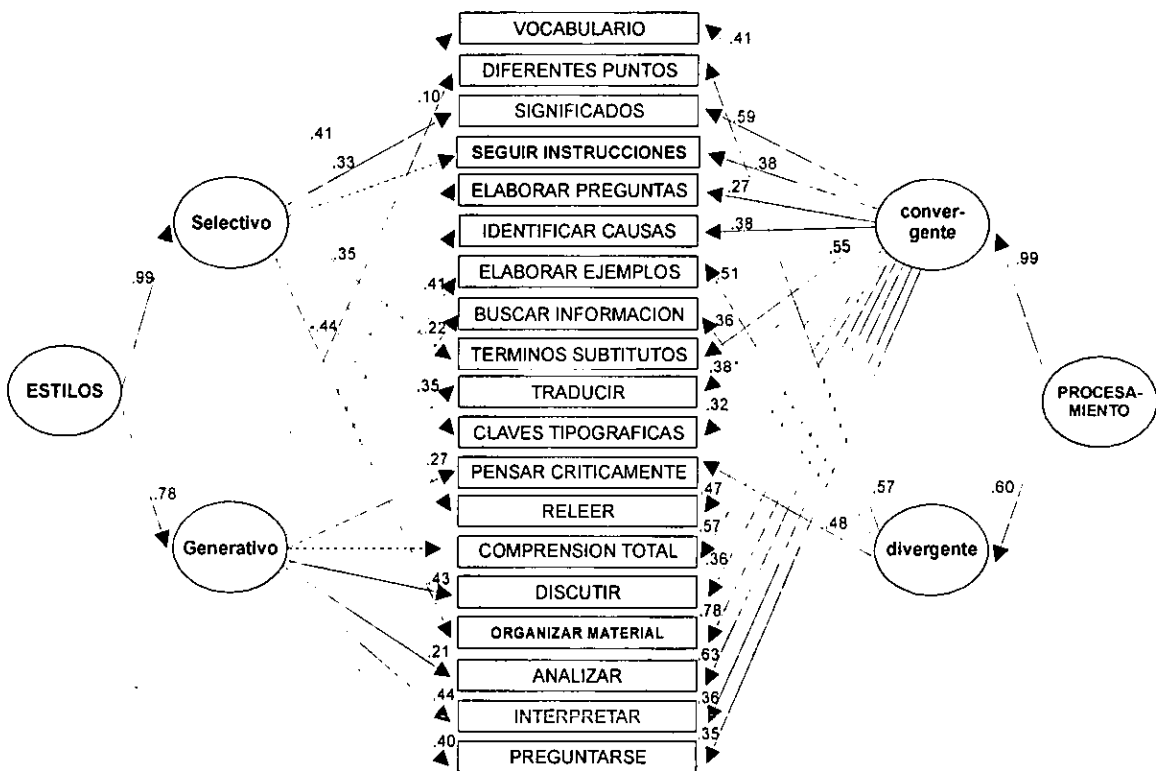 VOCABULARIO
.41
DIFERENTES PUNTOS
.10
SIGNIFICADOS
.59
.41
.33
SEGUIR INSTRUCCIONES
.38
ELABORAR PREGUNTAS
.27
Selectivo
conver-
gente
IDENTIFICAR CAUSAS
.38
.35
.55
.99
ELABORAR EJEMPLOS
.51
.99
.41
BUSCAR INFORMACION
.44
.22
.36
TERMINOS SUBTITUTOS
.38
ESTILOS
.35
TRADUCIR
.32
PROCESA-
MIENTO
CLAVES TIPOGRAFICAS
.27
PENSAR CRITICAMENTE
.78
.47
.57
.60
RELEER
.57
.48
Generativo
COMPRENSION TOTAL
.36
divergente
.43
DISCUTIR
.78
ORGANIZAR MATERIAL
.21
.63
ANALIZAR
.44
.36
INTERPRETAR
.35
.40
PREGUNTARSE